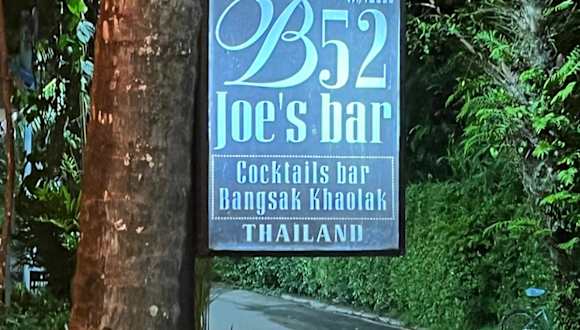 B52
Joe's bar
Cocktails bar
Bangsak Khaolak
THAILAND